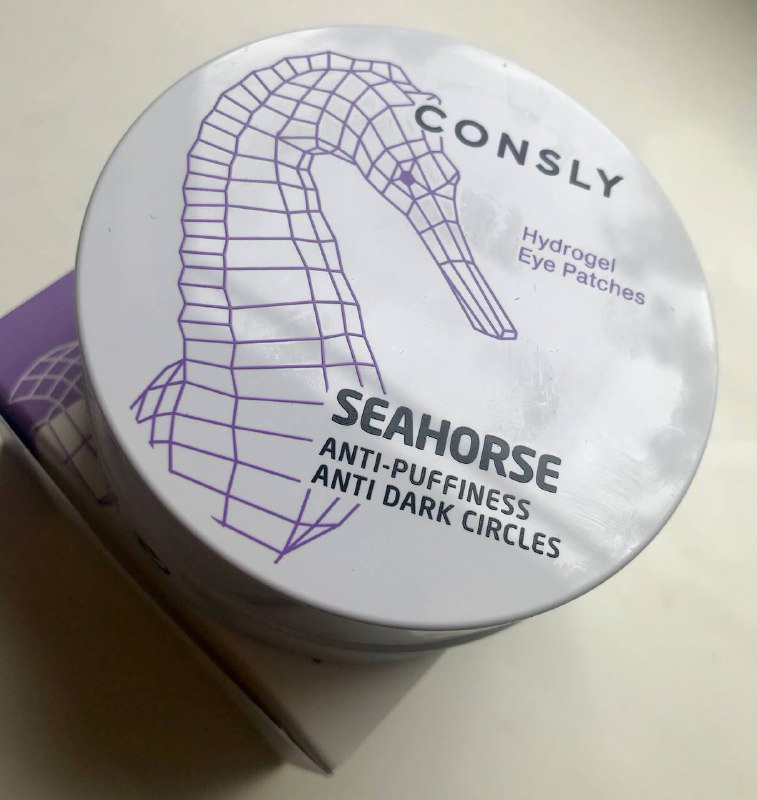 CONSLY
Hydrogel
Eye Patches
SEAHORSE
ANTI-PUFFINESS
ANTI DARK CIRCLES